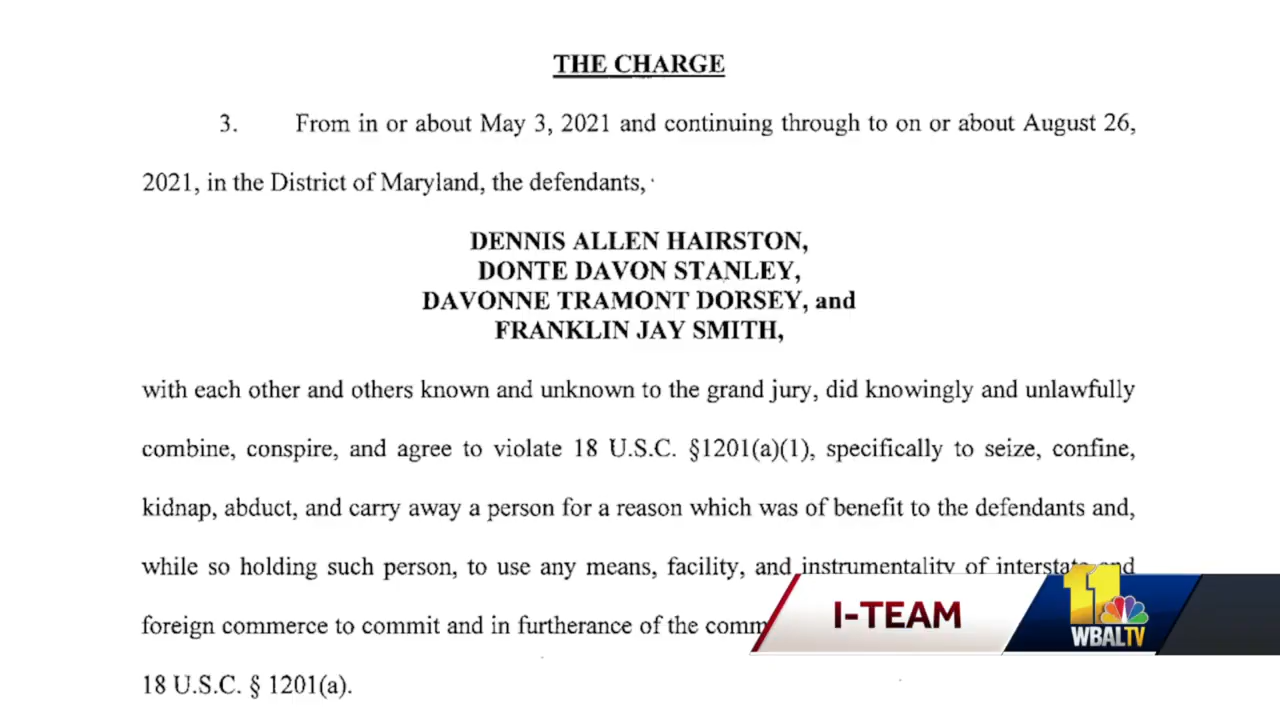 THE CHARGE
3. From in or about May 3, 2021 and continuing through to on or about August 26,
2021, in the District of Maryland, the defendants,
DENNIS ALLEN HAIRSTON,
DONTE DAVON STANLEY,
DAVONNE TRAMONT DORSEY, and
FRANKLIN JAY SMITH,
with each other and others known and unknown to the grand jury, did knowingly and unlawfully
combine, conspire, and agree to violate 18 U.S.C. §1201(a)(1), specifically to seize, confine,
kidnap, abduct, and carry away a person for a reason which was of benefit to the defendants and,
while so holding such person, to use any means, facility, and instrumentality of interstate and
foreign commerce to commit and in furtherance of the
18 U.S.C. § 1201(a).
I-TEAM
11
WBALTV